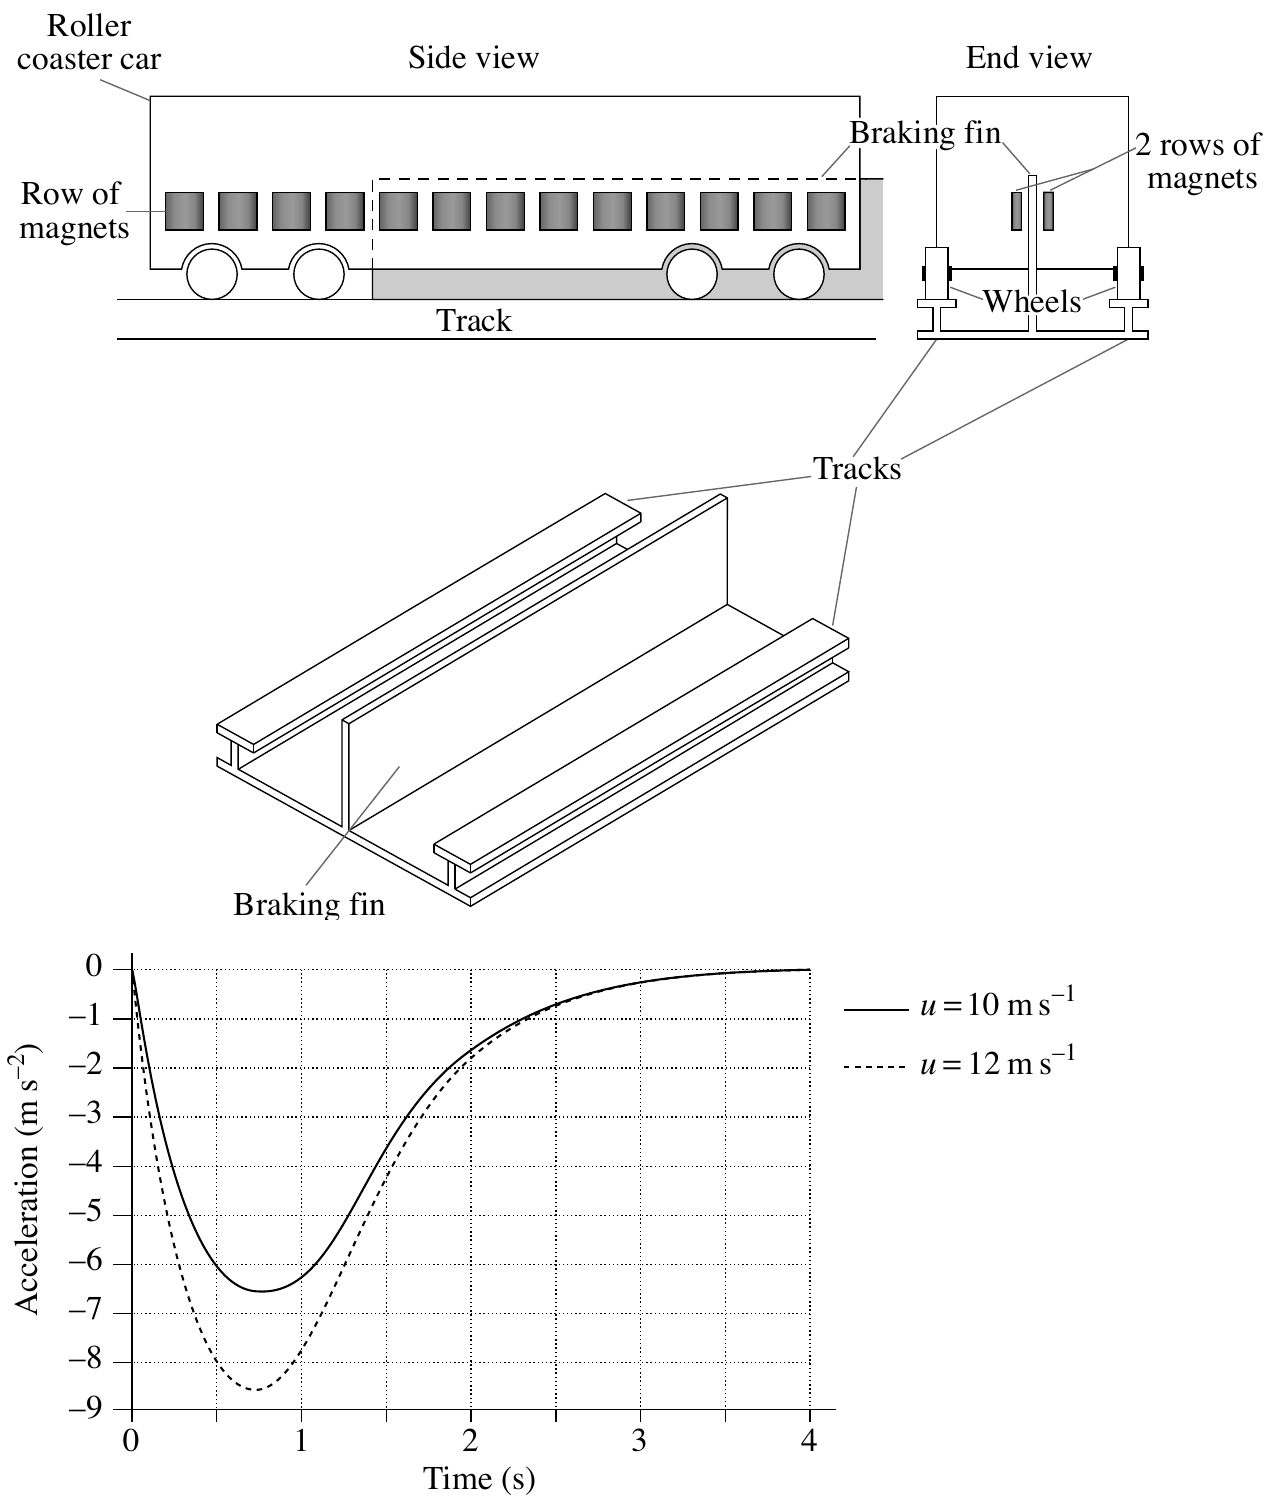 Roller
coaster car
Side view
End view
Braking fin
2 rows of
magnets
Row of
magnets
Wheels
Track
Tracks
Braking fin
0
–1
–2
–3
–4
–5
–6
–7
–8
–9
Acceleration (m s⁻²)
0 1 2 3 4
Time (s)
u = 10 m s⁻¹
u = 12 m s⁻¹